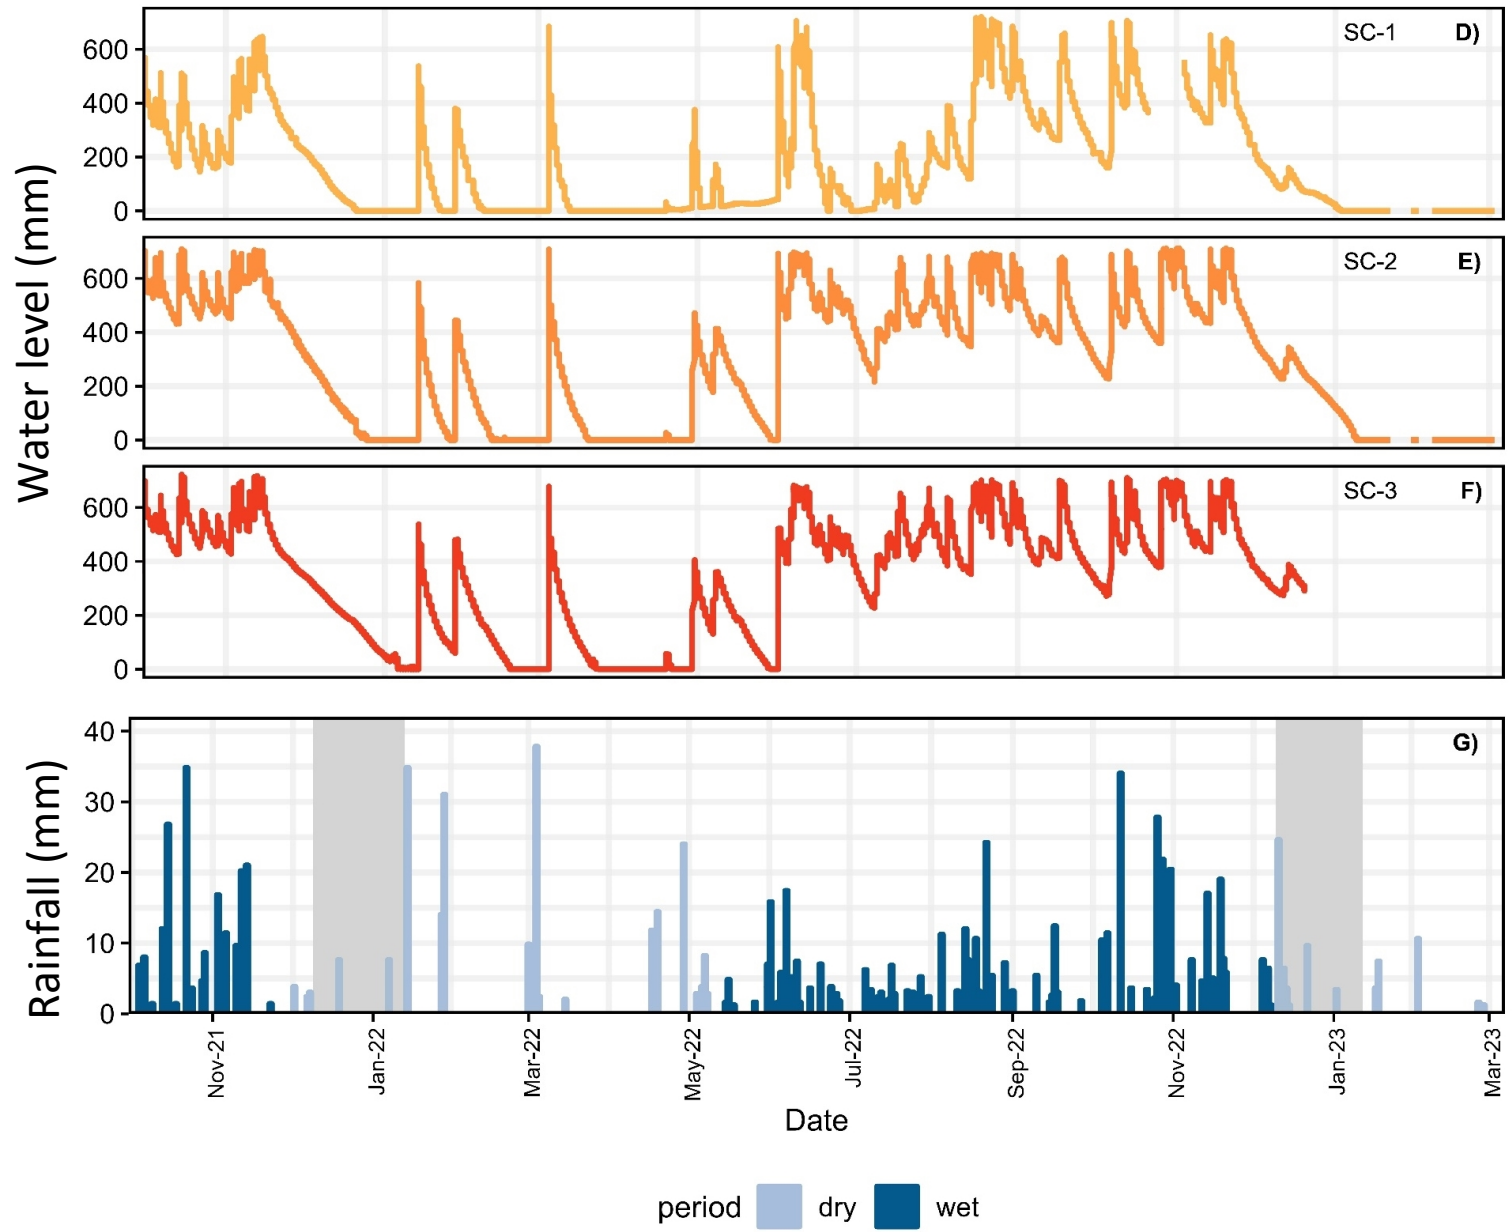 Water level (mm)
600
400
200
0
SC-1 D)
600
400
200
0
SC-2 E)
600
400
200
0
SC-3 F)
Rainfall (mm)
40
30
20
10
0
G)
Nov-21 Jan-22 Mar-22 May-22 Jul-22 Sep-22 Nov-22 Jan-23 Mar-23
Date
period dry wet